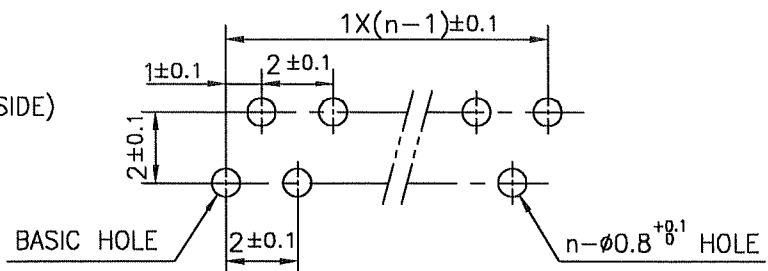 1X(n−1)±0.1
1±0.1
2±0.1
SIDE)
2±0.1
BASIC HOLE
2±0.1
n−ø0.8 +0.1 0 HOLE